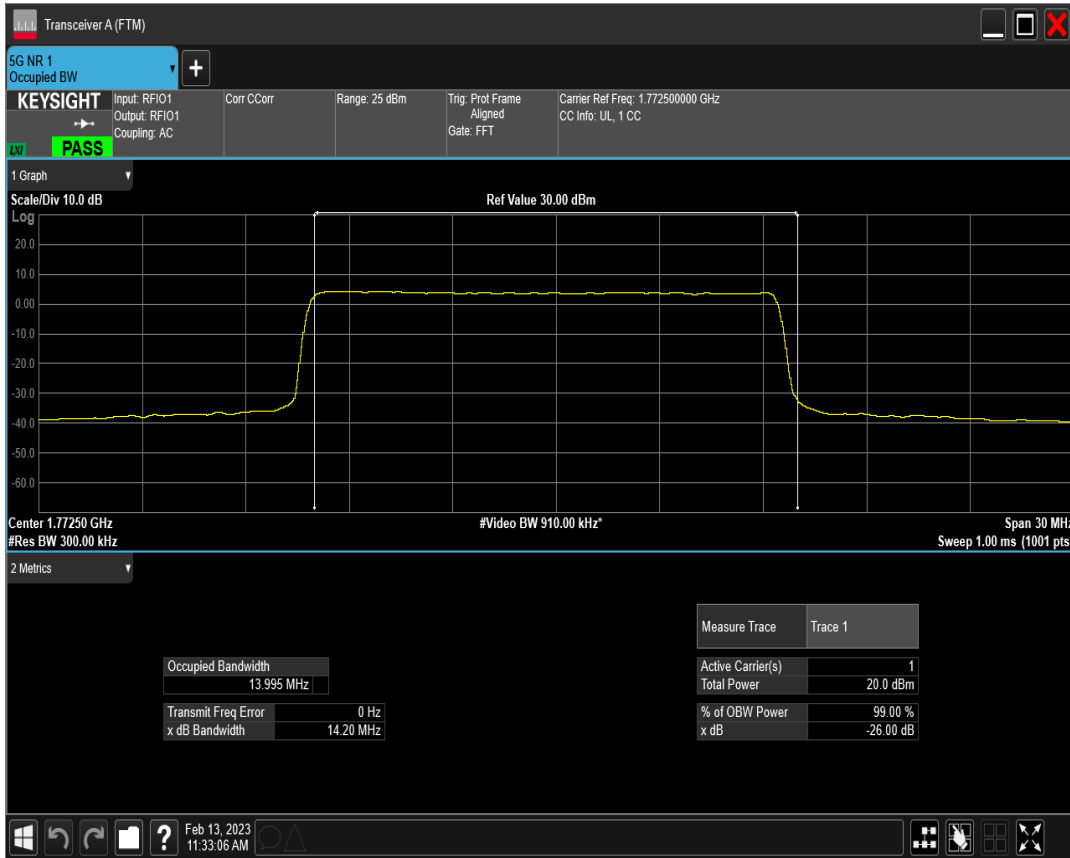 Transceiver A (FTM)
5G NR 1
Occupied BW
+
KEYSIGHT
LXI
PASS
Input: RFIO1
Output: RFIO1
Coupling: AC
Corr CCorr
Range: 25 dBm
Trig: Prot Frame
Aligned
Gate: FFT
Carrier Ref Freq: 1.772500000 GHz
CC Info: UL, 1 CC
1 Graph
Scale/Div 10.0 dB
Ref Value 30.00 dBm
Log
20.0
10.0
0.00
-10.0
-20.0
-30.0
-40.0
-50.0
-60.0
Center 1.77250 GHz
#Video BW 910.00 kHz*
Span 30 MHz
#Res BW 300.00 kHz
Sweep 1.00 ms (1001 pts
2 Metrics
Measure Trace Trace 1
Occupied Bandwidth
13.995 MHz
Active Carrier(s) 1
Total Power 20.0 dBm
Transmit Freq Error 0 Hz
x dB Bandwidth 14.20 MHz
% of OBW Power 99.00 %
x dB -26.00 dB
?
Feb 13, 2023
11:33:06 AM